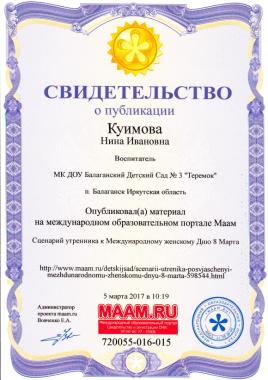 СВИДЕТЕЛЬСТВО
о публикации
Куимова
Нина Ивановна
Воспитатель
МК ДОУ Балаганский Детский Сад № 3 "Теремок"
п. Балаганск Иркутская область
Опубликовал(а) материал
на международном образовательном портале Маам
Сценарий утренника к Международному женскому Дню 8 Марта
http://www.maam.ru/detskijsad/scenarii-utrenika-posvjaschenyi-mezhdunarodnomu-zhenskomu-dnyu-8-marta-598544.html
5 марта 2017 в 10:19
Администратор
проекта maam.ru
Вовченко Е.А.
MAAM.RU
Международный образовательный портал
720055-016-015